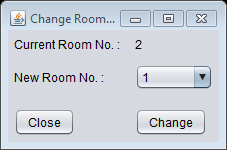 Change Room...
Current Room No. : 2
New Room No. : 1
Close Change